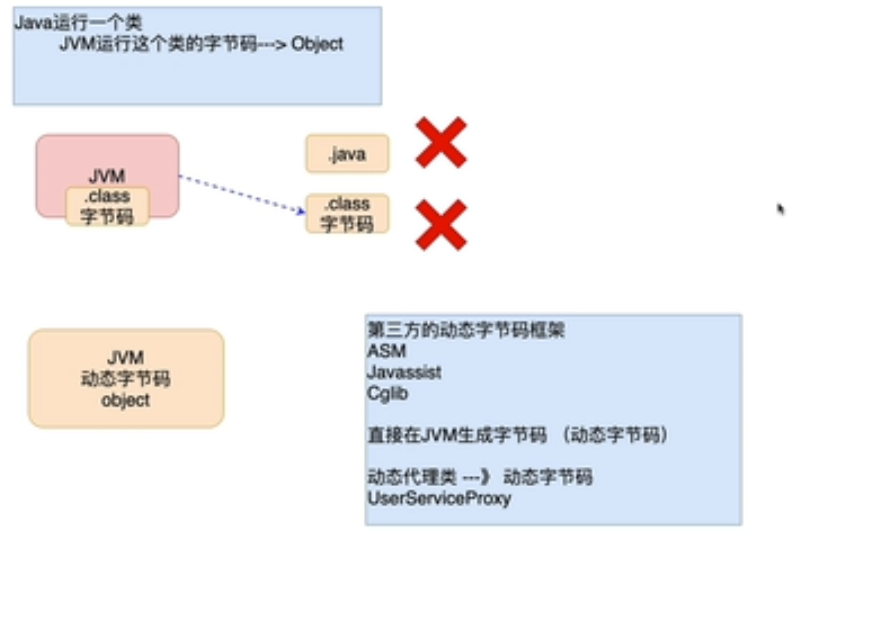 Java运行一个类
JVM运行这个类的字节码---> Object
JVM
.class
字节码
.java
.class
字节码
JVM
动态字节码
object
第三方的动态字节码框架
ASM
Javassist
Cglib
直接在JVM生成字节码 （动态字节码）
动态代理类 ---》 动态字节码
UserServiceProxy